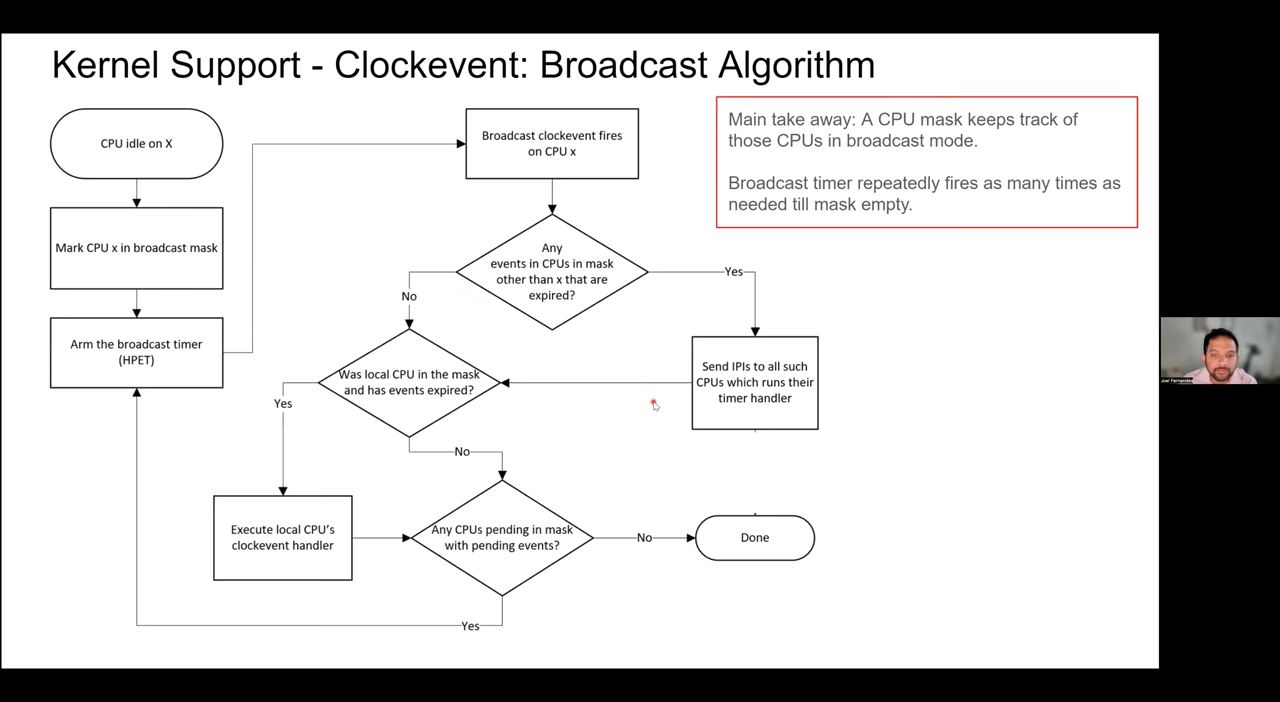 Kernel Support - Clockevent: Broadcast Algorithm
CPU idle on X
Mark CPU x in broadcast mask
Arm the broadcast timer
(HPET)
Broadcast clockevent fires
on CPU x
Main take away: A CPU mask keeps track of
those CPUs in broadcast mode.
Broadcast timer repeatedly fires as many times as
needed till mask empty.
Any
events in CPUs in mask
other than x that are
expired?
Yes
No
Send IPIs to all such
CPUs which runs their
timer handler
Was local CPU in the mask
and has events expired?
Yes
No
Execute local CPU's
clockevent handler
Any CPUs pending in mask
with pending events?
No
Done
Yes
Joel Fernandes